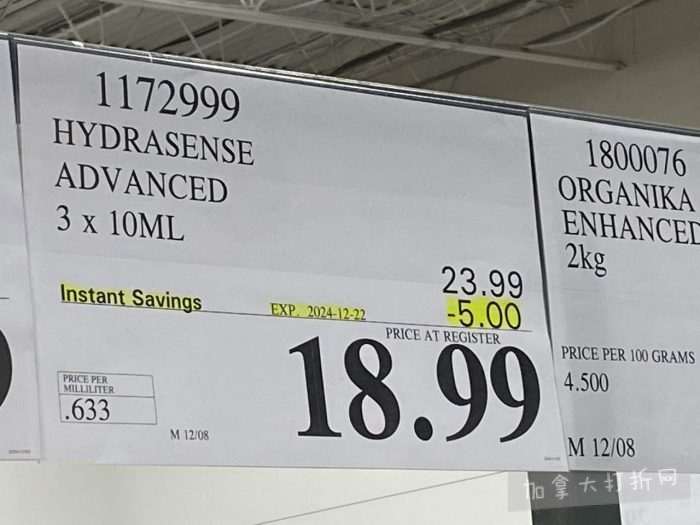 1172999
HYDRASENSE
ADVANCED
3 x 10ML
23.99
Instant Savings
EXP. 2024-12-22
-5.00
PRICE AT REGISTER
18.99
PRICE PER
MILLILITER
.633
M 12/08
1800076
ORGANIKA
ENHANCED
2kg
PRICE PER 100 GRAMS
4.500
M 12/08
加拿大打折网